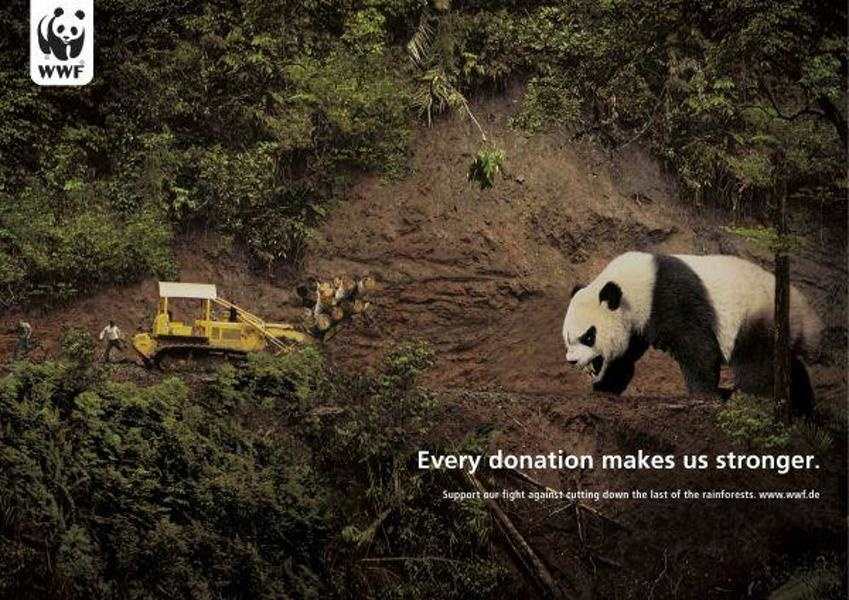 WWF
Every donation makes us stronger.
Support our fight against cutting down the last of the rainforests. www.wwf.de